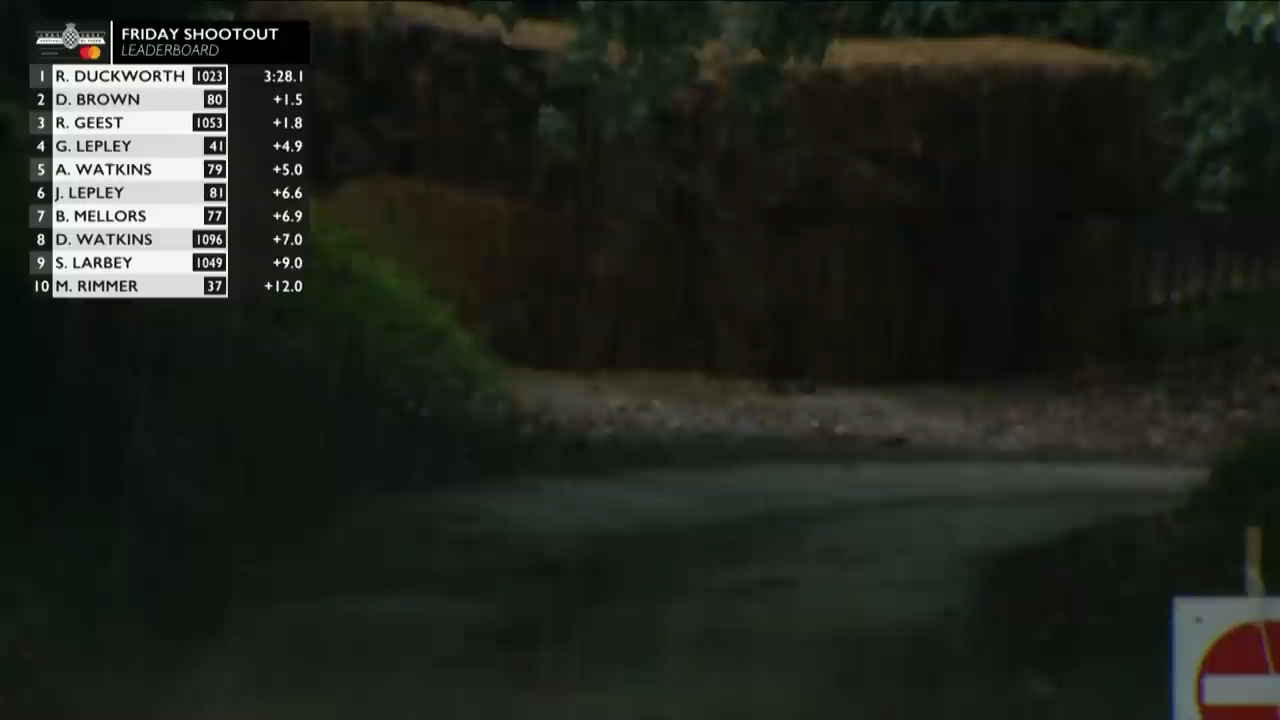 FRIDAY SHOOTOUT
LEADERBOARD
1 R. DUCKWORTH 1023 3:28.1
2 D. BROWN 80 +1.5
3 R. GEEST 1053 +1.8
4 G. LEPLEY 41 +4.9
5 A. WATKINS 79 +5.0
6 J. LEPLEY 81 +6.6
7 B. MELLORS 77 +6.9
8 D. WATKINS 1096 +7.0
9 S. LARBEY 1049 +9.0
10 M. RIMMER 37 +12.0